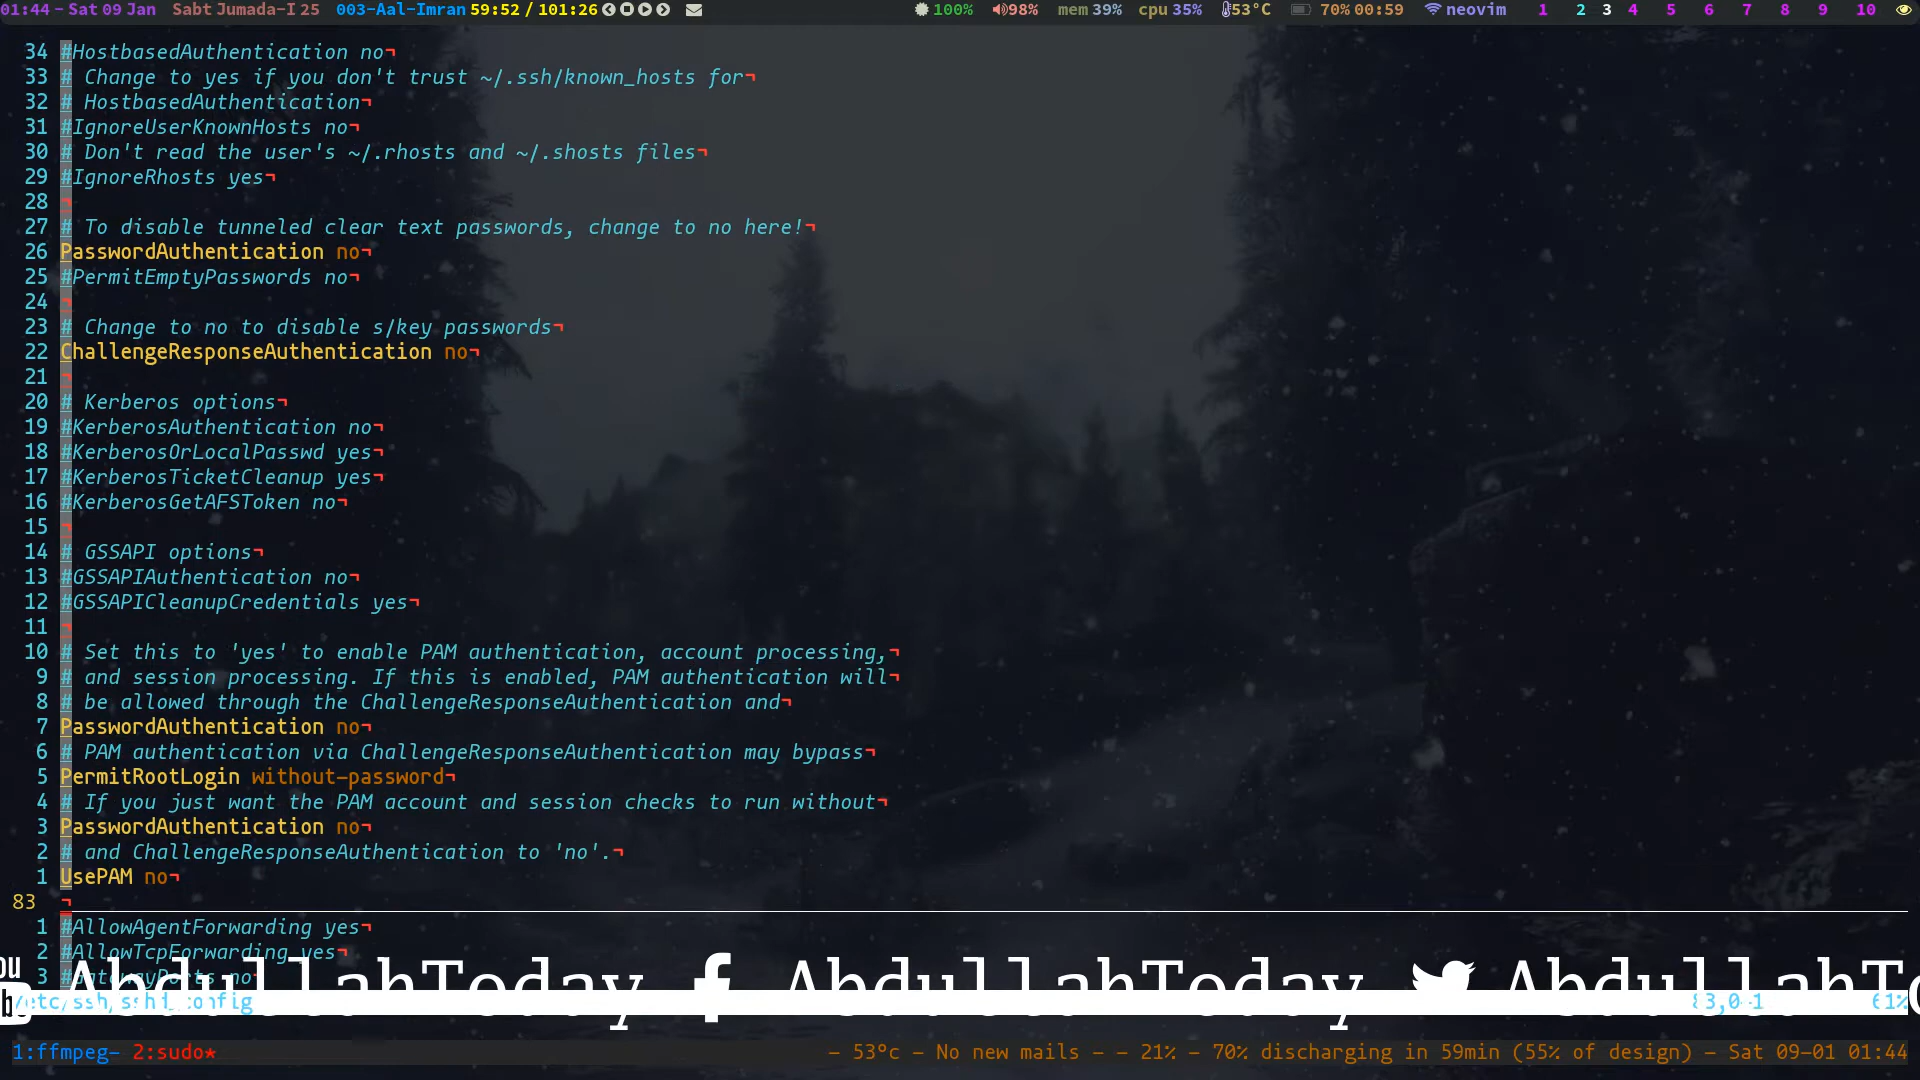 01:44 - Sat 09 Jan Sabt Jumada-I 25 003-Aal-Imran 59:52 / 101:26 100% 98% mem 39% cpu 35% 53°C 70% 00:59 neovim 1 2 3 4 5 6 7 8 9 10
34 #HostbasedAuthentication no¬
33 # Change to yes if you don't trust ~/.ssh/known_hosts for¬
32 # HostbasedAuthentication¬
31 #IgnoreUserKnownHosts no¬
30 # Don't read the user's ~/.rhosts and ~/.shosts files¬
29 #IgnoreRhosts yes¬
28 ¬
27 # To disable tunneled clear text passwords, change to no here!¬
26 PasswordAuthentication no¬
25 #PermitEmptyPasswords no¬
24 ¬
23 # Change to no to disable s/key passwords¬
22 ChallengeResponseAuthentication no¬
21 ¬
20 # Kerberos options¬
19 #KerberosAuthentication no¬
18 #KerberosOrLocalPasswd yes¬
17 #KerberosTicketCleanup yes¬
16 #KerberosGetAFSToken no¬
15 ¬
14 # GSSAPI options¬
13 #GSSAPIAuthentication no¬
12 #GSSAPICleanupCredentials yes¬
11 ¬
10 # Set this to 'yes' to enable PAM authentication, account processing,¬
9 # and session processing. If this is enabled, PAM authentication will¬
8 # be allowed through the ChallengeResponseAuthentication and¬
7 PasswordAuthentication no¬
6 # PAM authentication via ChallengeResponseAuthentication may bypass¬
5 PermitRootLogin without-password¬
4 # If you just want the PAM account and session checks to run without¬
3 PasswordAuthentication no¬
2 # and ChallengeResponseAuthentication to 'no'.¬
1 UsePAM no¬
83 ¬
1 #AllowAgentForwarding yes¬
2 #AllowTcpForwarding yes¬
3 #GatewayPorts no¬
AbdullahToday AbdullahToday AbdullahTo
/etc/ssh/sshd_config 83,0-1 61%
1:ffmpeg- 2:sudo* - 53°c - No new mails - - 21% - 70% discharging in 59min (55% of design) - Sat 09-01 01:44